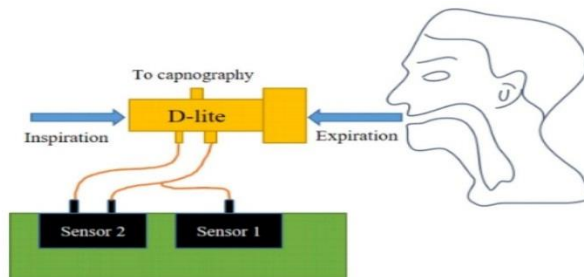 To capnography
D-lite
Inspiration
Expiration
Sensor 2
Sensor 1